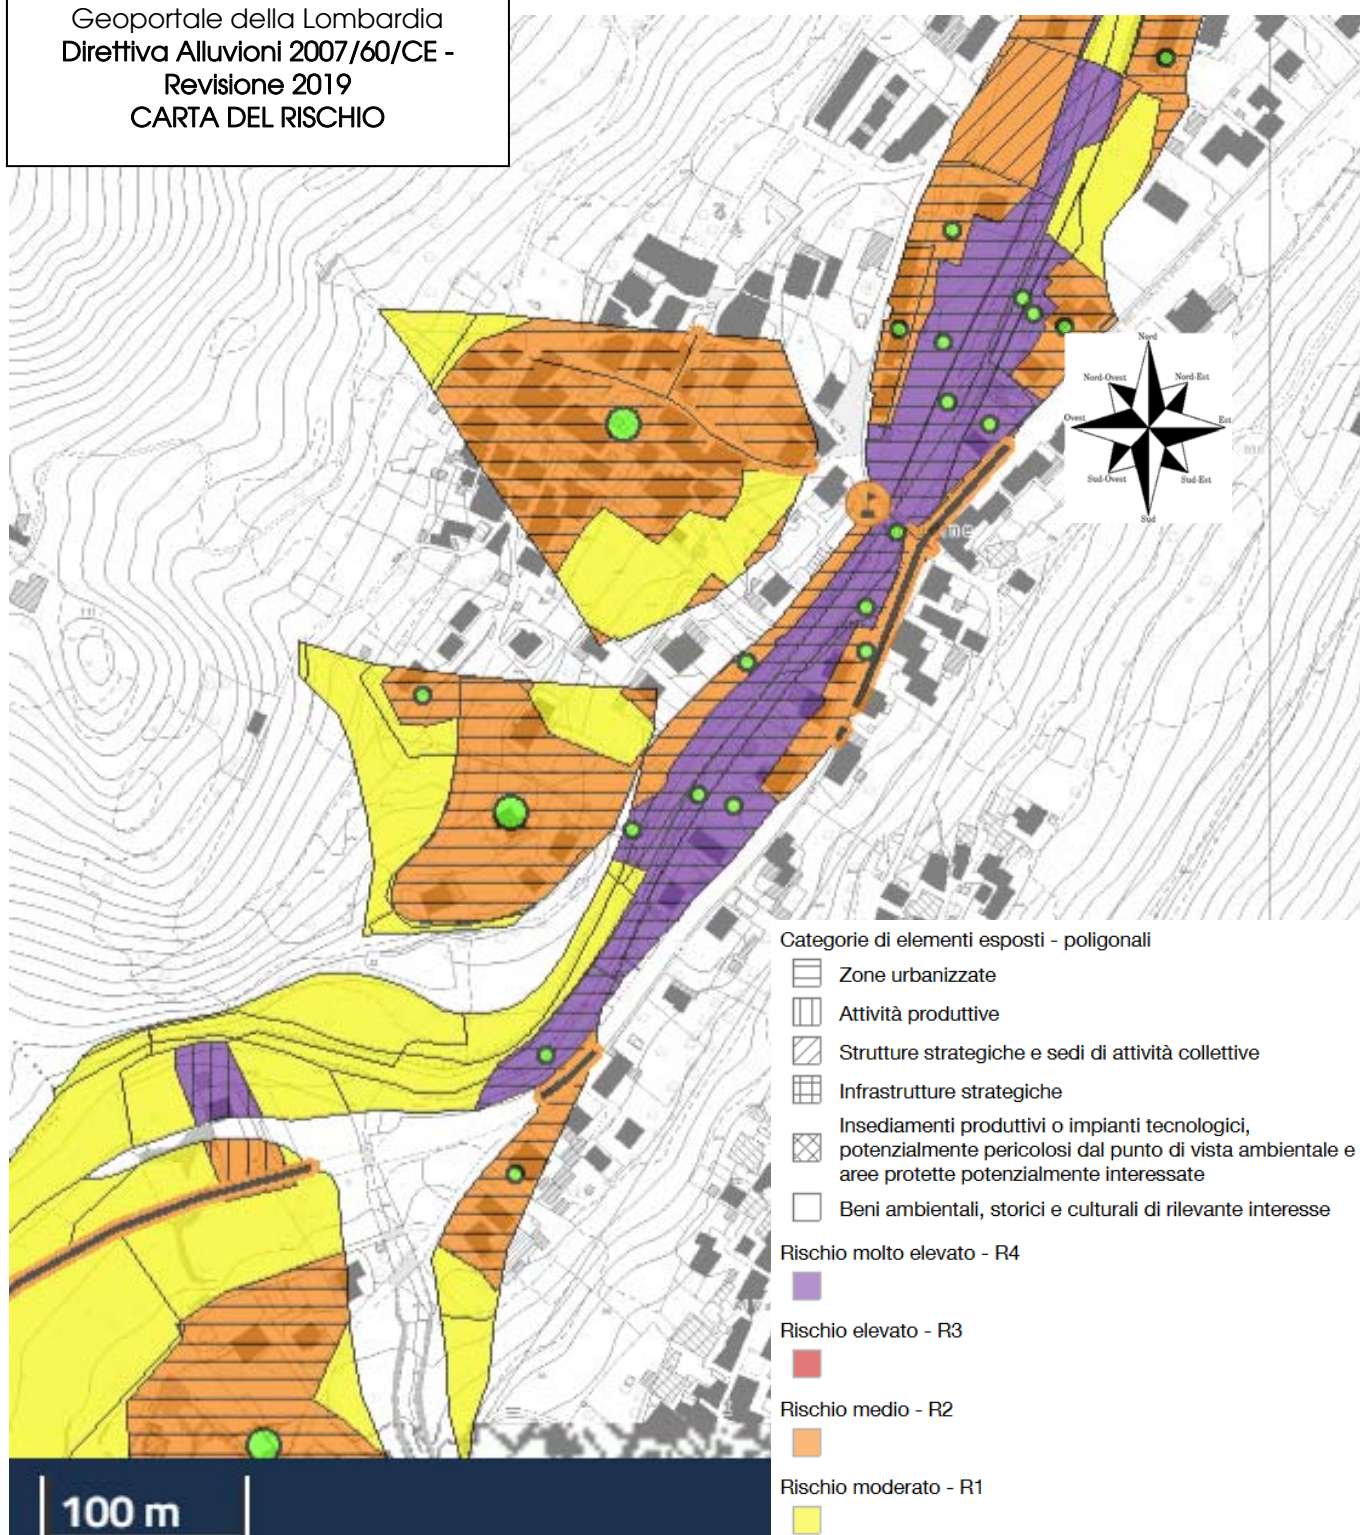 Geoportale della Lombardia
Direttiva Alluvioni 2007/60/CE -
Revisione 2019
CARTA DEL RISCHIO
Nord
Nord-Ovest
Nord-Est
Ovest
Est
Sud-Ovest
Sud-Est
Sud
Categorie di elementi esposti - poligonali
Zone urbanizzate
Attività produttive
Strutture strategiche e sedi di attività collettive
Infrastrutture strategiche
Insediamenti produttivi o impianti tecnologici,
potenzialmente pericolosi dal punto di vista ambientale e
aree protette potenzialmente interessate
Beni ambientali, storici e culturali di rilevante interesse
Rischio molto elevato - R4
Rischio elevato - R3
Rischio medio - R2
Rischio moderato - R1
100 m